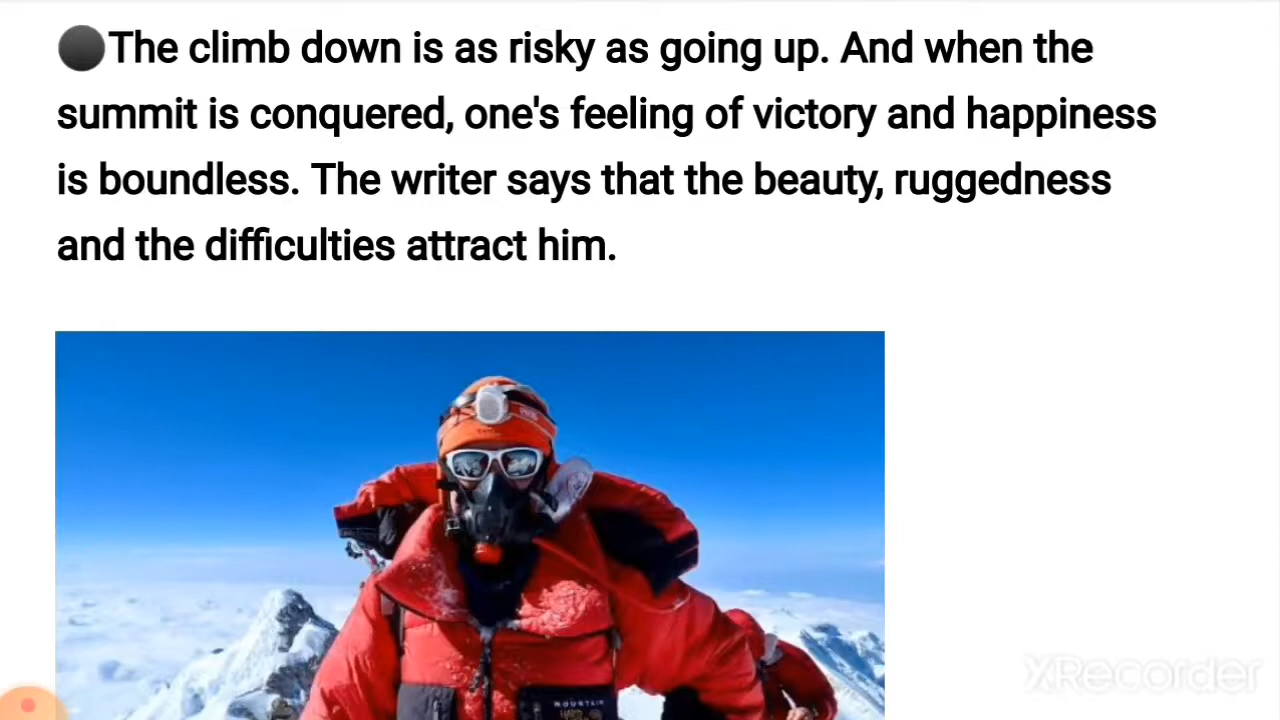 The climb down is as risky as going up. And when the
summit is conquered, one's feeling of victory and happiness
is boundless. The writer says that the beauty, ruggedness
and the difficulties attract him.
MOUNTAIN
XRecorder